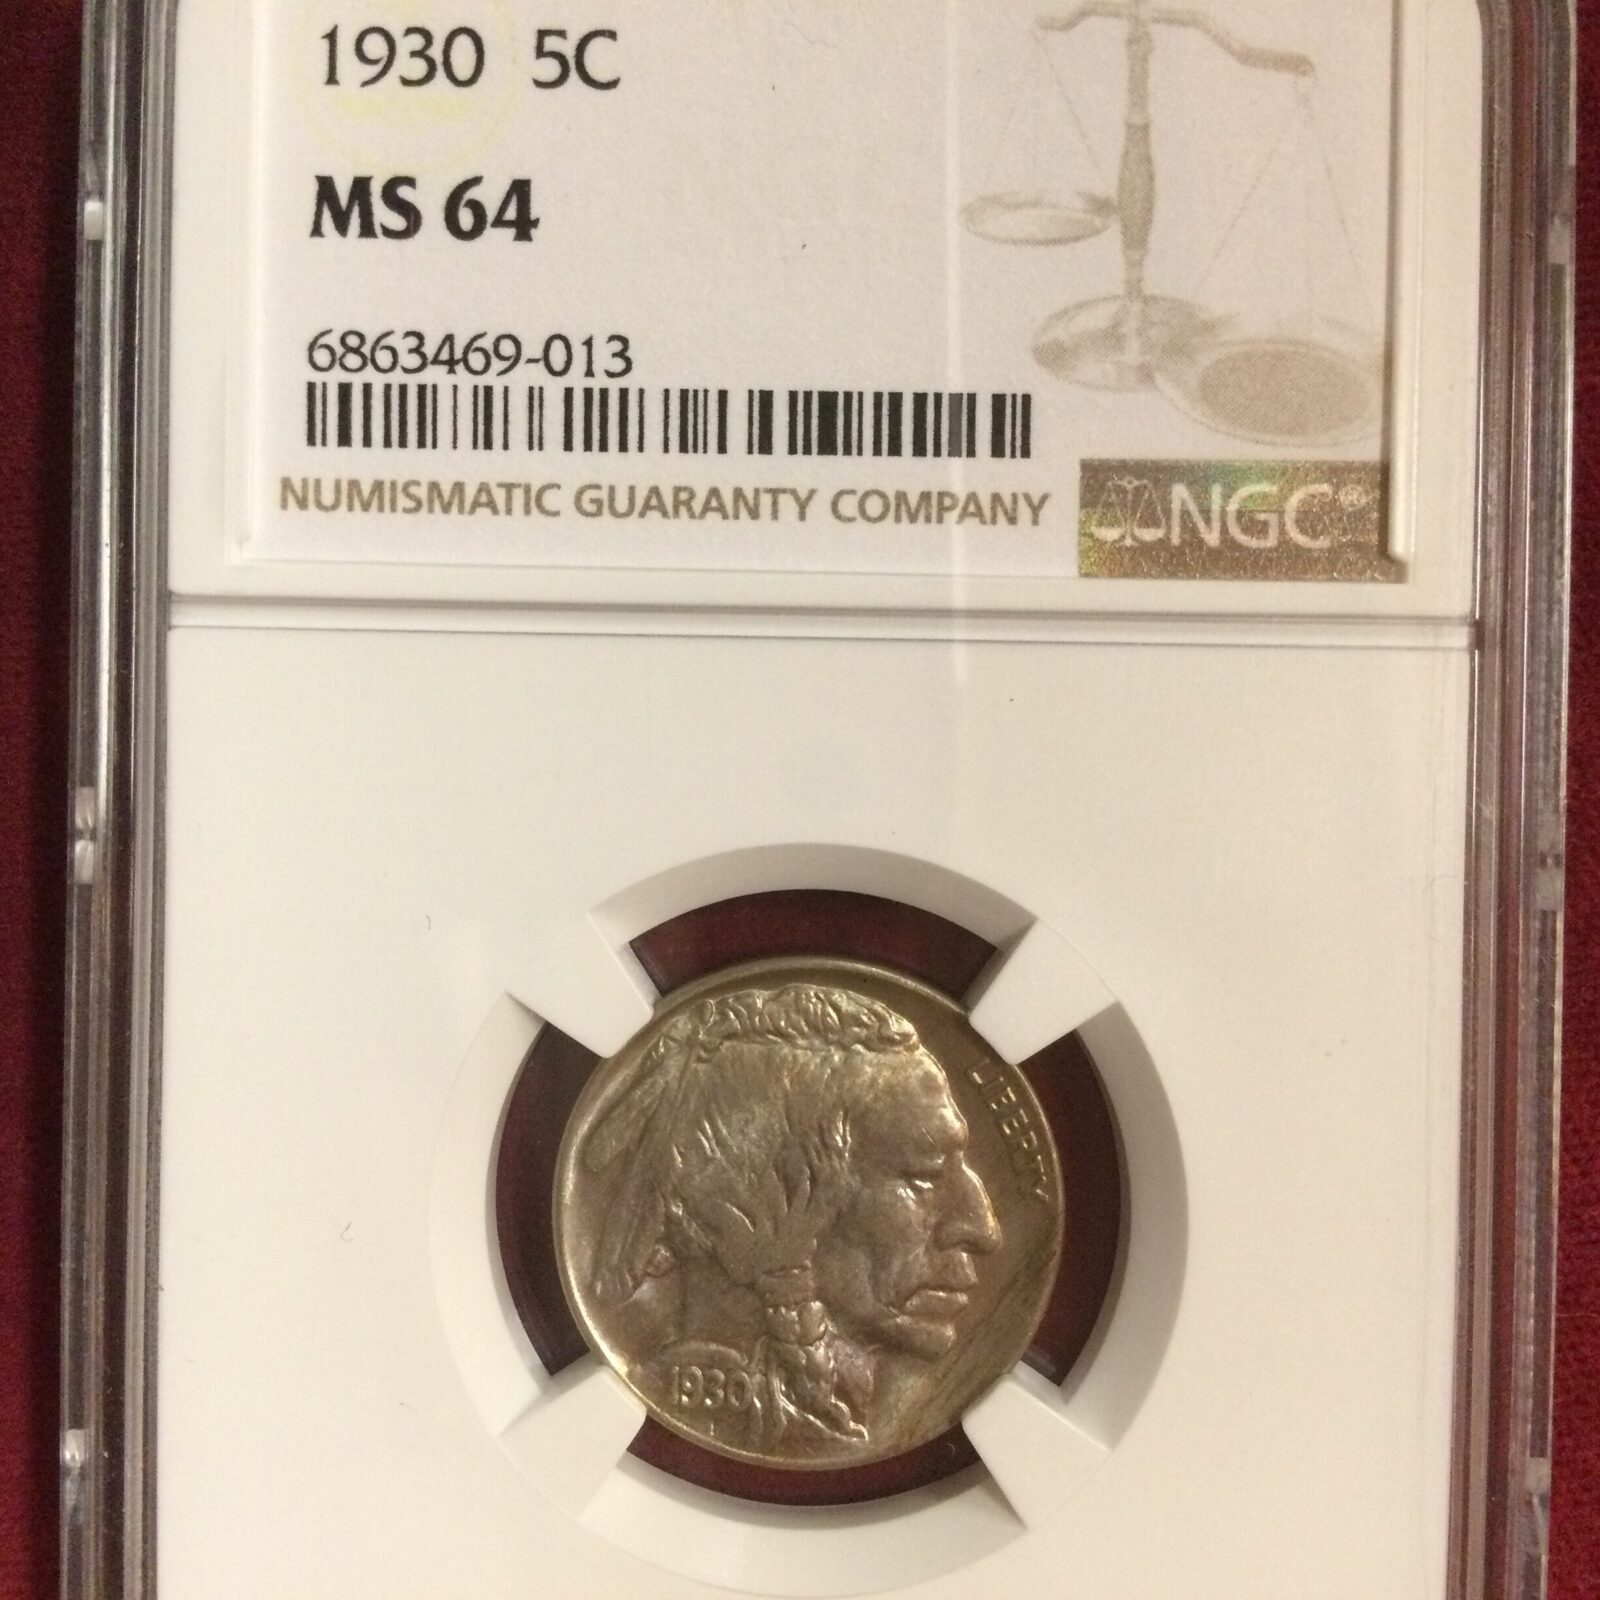 1930 5C
MS 64
6863469-013
NUMISMATIC GUARANTY COMPANY
NGC®
LIBERTY
1930